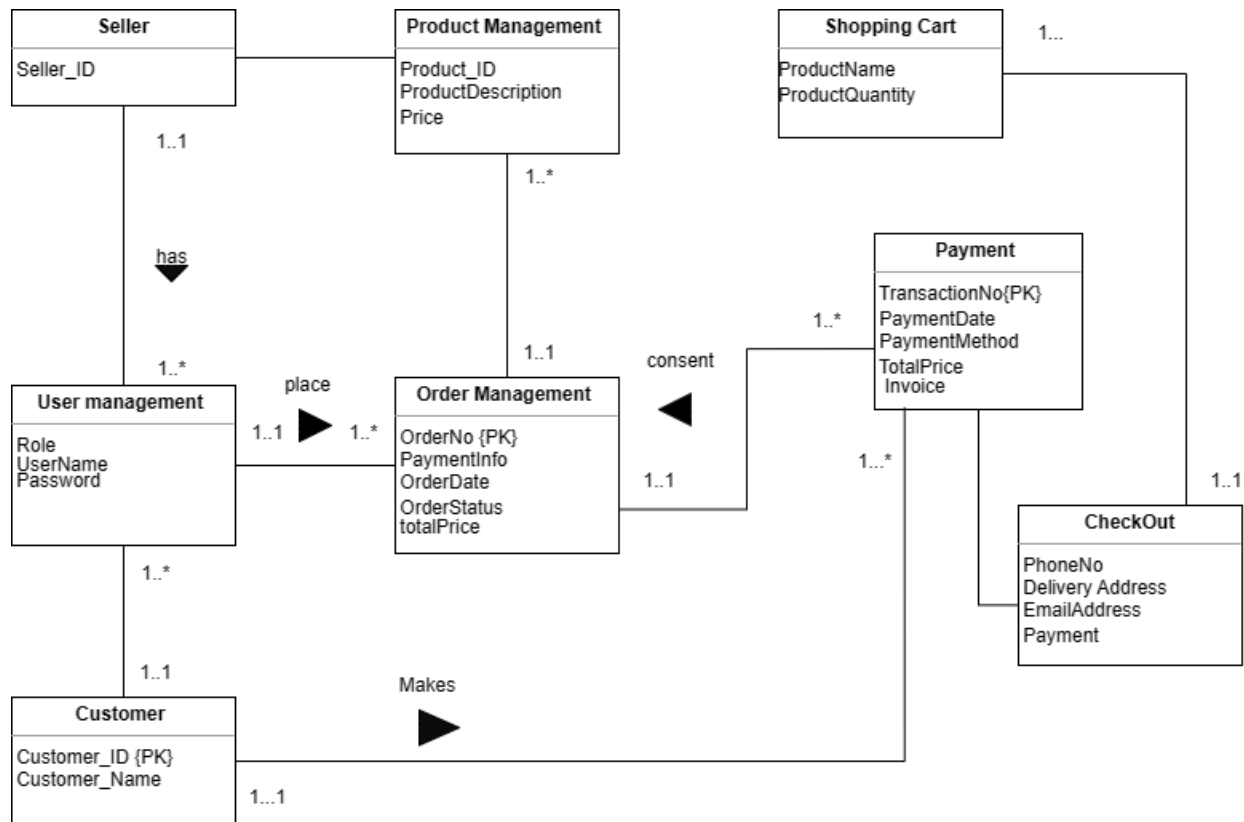 Seller
Seller_ID
Product Management
Product_ID
ProductDescription
Price
Shopping Cart
ProductName
ProductQuantity
1...
1..1
1..*
has
Payment
TransactionNo{PK}
PaymentDate
PaymentMethod
TotalPrice
Invoice
1..*
1..*
1..1
consent
place
User management
Role
UserName
Password
1..1
1..*
Order Management
OrderNo {PK}
PaymentInfo
OrderDate
OrderStatus
totalPrice
1..1
1...*
1..1
CheckOut
PhoneNo
Delivery Address
EmailAddress
Payment
1..*
1..1
Makes
Customer
Customer_ID {PK}
Customer_Name
1...1